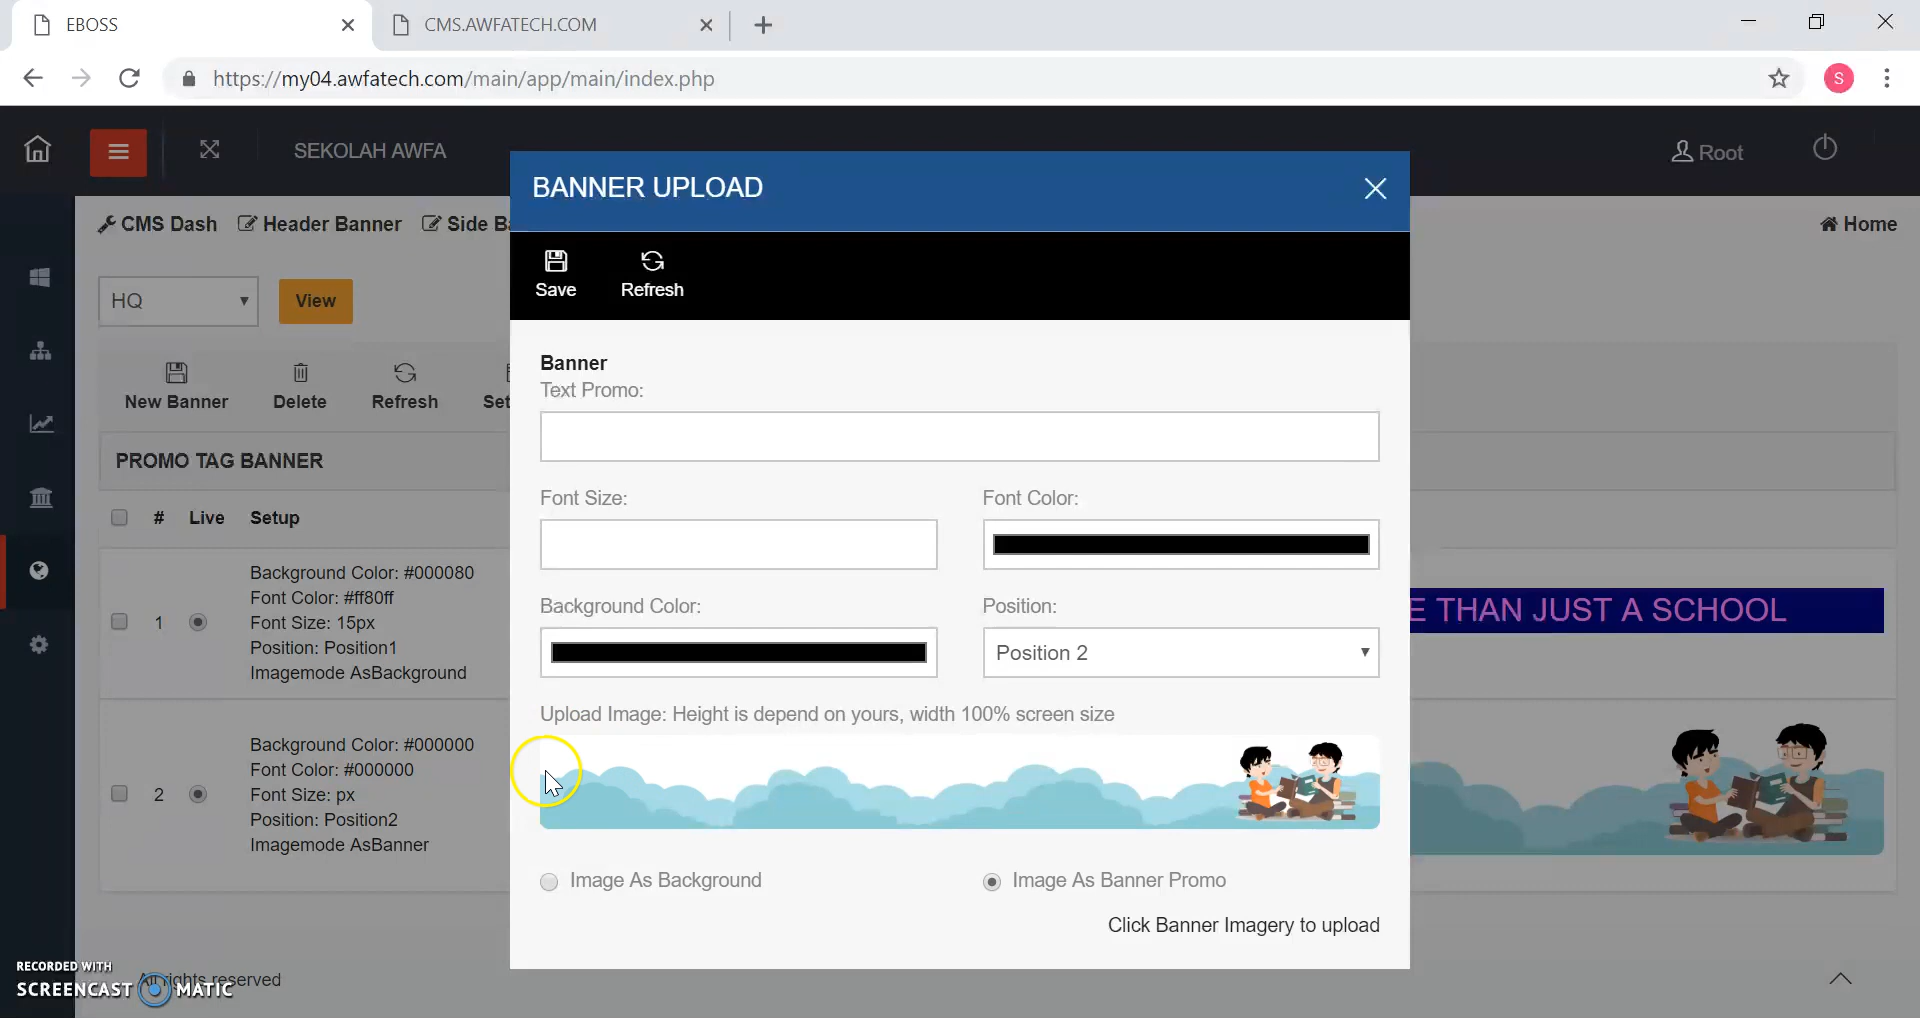 EBOSS
CMS.AWFATECH.COM
https://my04.awfatech.com/main/app/main/index.php
S
SEKOLAH AWFA
Root
BANNER UPLOAD
CMS Dash
Header Banner
Side Ba
Home
Save
Refresh
HQ
View
New Banner
Delete
Refresh
Set
PROMO TAG BANNER
# Live Setup
1
Background Color: #000080
Font Color: #ff80ff
Font Size: 15px
Position: Position1
Imagemode AsBackground
E THAN JUST A SCHOOL
2
Background Color: #000000
Font Color: #000000
Font Size: px
Position: Position2
Imagemode AsBanner
Banner
Text Promo:
Font Size:
Font Color:
Background Color:
Position:
Position 2
Upload Image: Height is depend on yours, width 100% screen size
Image As Background
Image As Banner Promo
Click Banner Imagery to upload
All rights reserved
RECORDED WITH
SCREENCAST MATIC